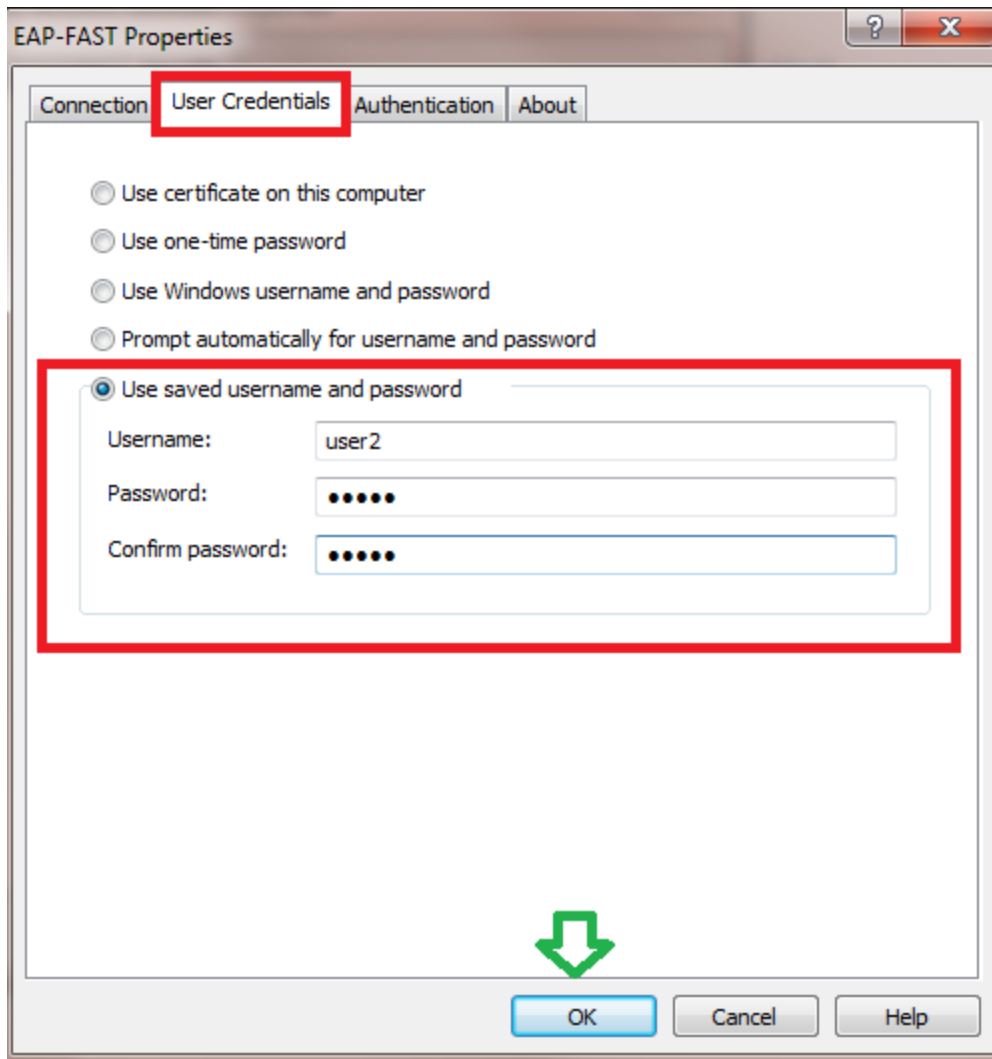 EAP-FAST Properties
Connection User Credentials Authentication About
Use certificate on this computer
Use one-time password
Use Windows username and password
Prompt automatically for username and password
Use saved username and password
Username: user2
Password: •••••
Confirm password: •••••
OK Cancel Help